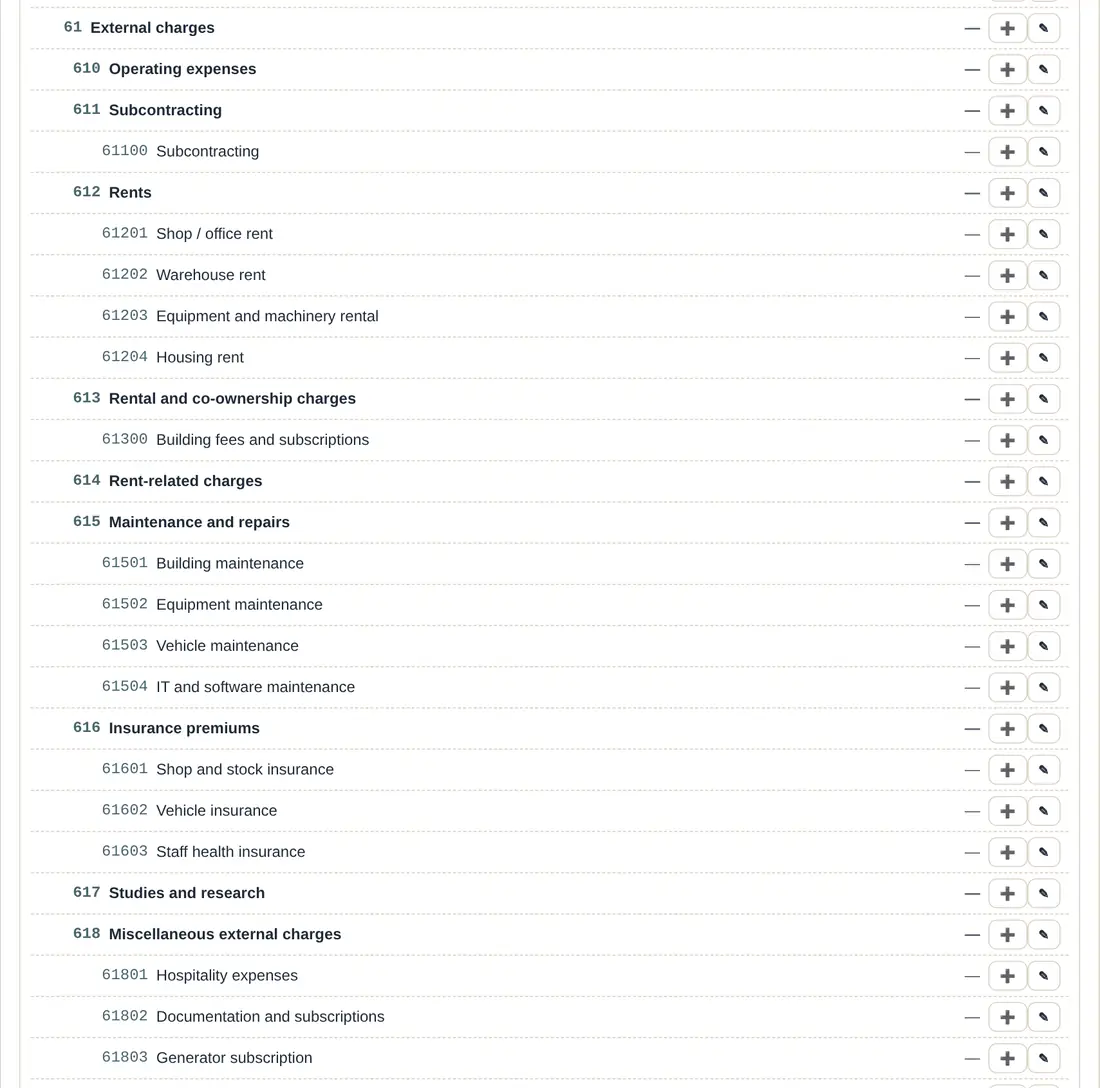 61 External charges — ➕ ✎
610 Operating expenses — ➕ ✎
611 Subcontracting — ➕ ✎
61100 Subcontracting — ➕ ✎
612 Rents — ➕ ✎
61201 Shop / office rent — ➕ ✎
61202 Warehouse rent — ➕ ✎
61203 Equipment and machinery rental — ➕ ✎
61204 Housing rent — ➕ ✎
613 Rental and co-ownership charges — ➕ ✎
61300 Building fees and subscriptions — ➕ ✎
614 Rent-related charges — ➕ ✎
615 Maintenance and repairs — ➕ ✎
61501 Building maintenance — ➕ ✎
61502 Equipment maintenance — ➕ ✎
61503 Vehicle maintenance — ➕ ✎
61504 IT and software maintenance — ➕ ✎
616 Insurance premiums — ➕ ✎
61601 Shop and stock insurance — ➕ ✎
61602 Vehicle insurance — ➕ ✎
61603 Staff health insurance — ➕ ✎
617 Studies and research — ➕ ✎
618 Miscellaneous external charges — ➕ ✎
61801 Hospitality expenses — ➕ ✎
61802 Documentation and subscriptions — ➕ ✎
61803 Generator subscription — ➕ ✎